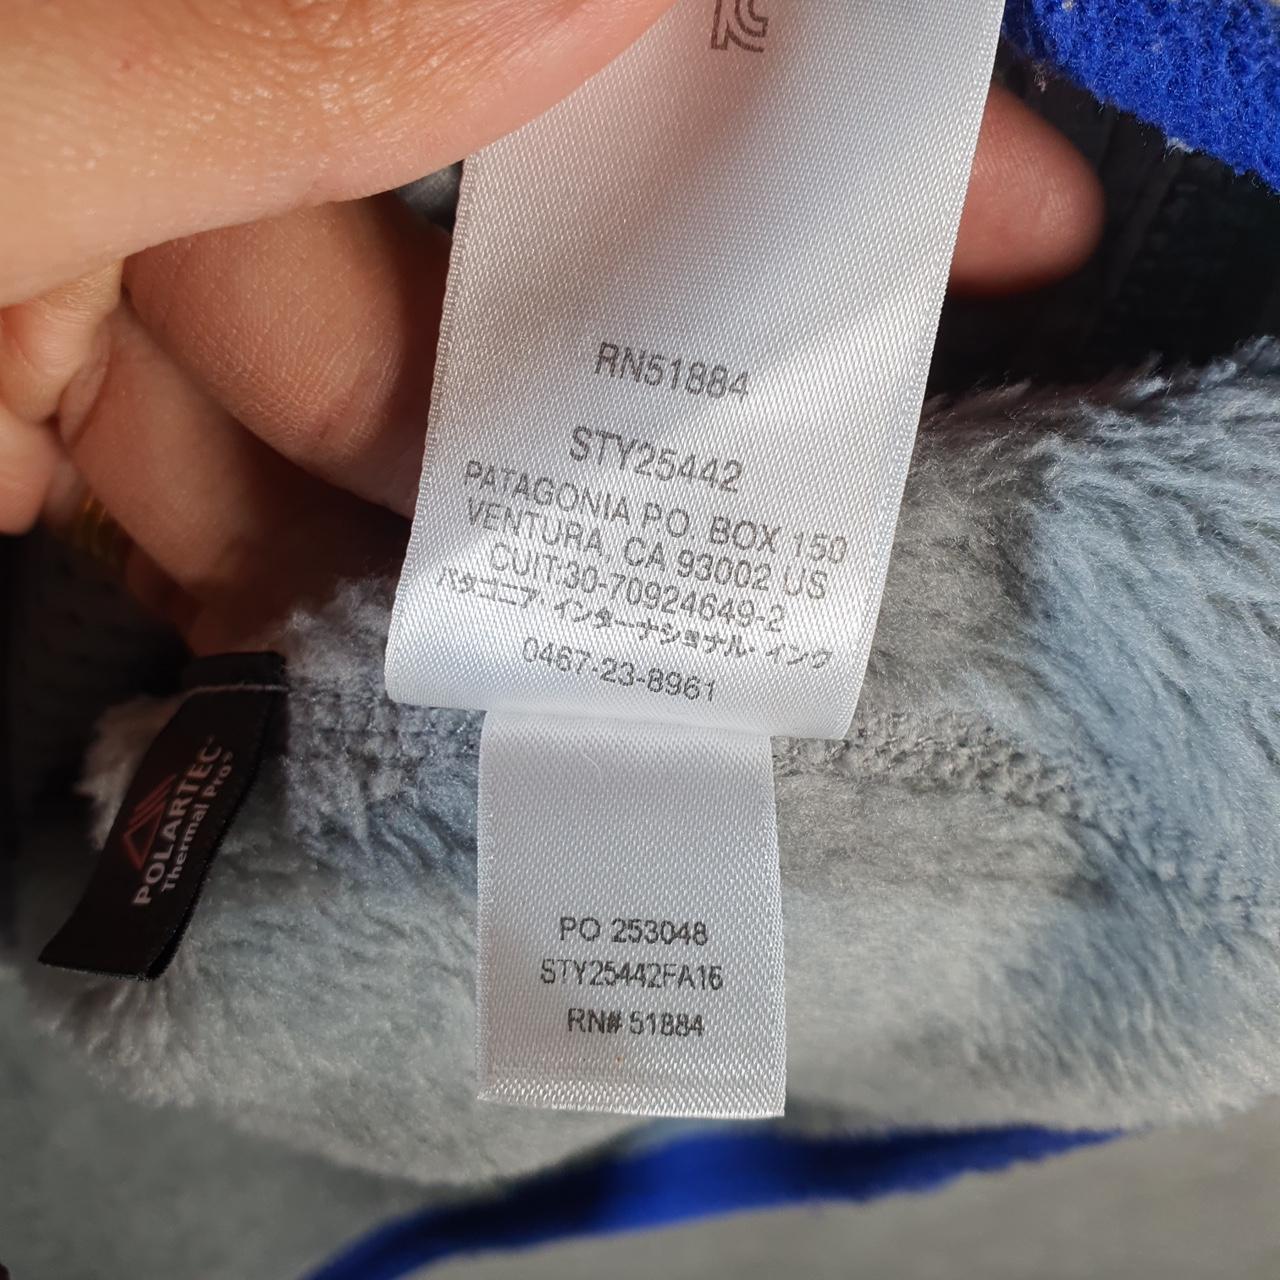 RN51884
STY25442
PATAGONIA P.O. BOX 150
VENTURA, CA 93002 US
CUIT:30-70924649-2
パタゴニア・インターナショナル・インク
0467-23-8961
POLARTEC®
Thermal Pro®
PO 253048
STY25442FA16
RN# 51884